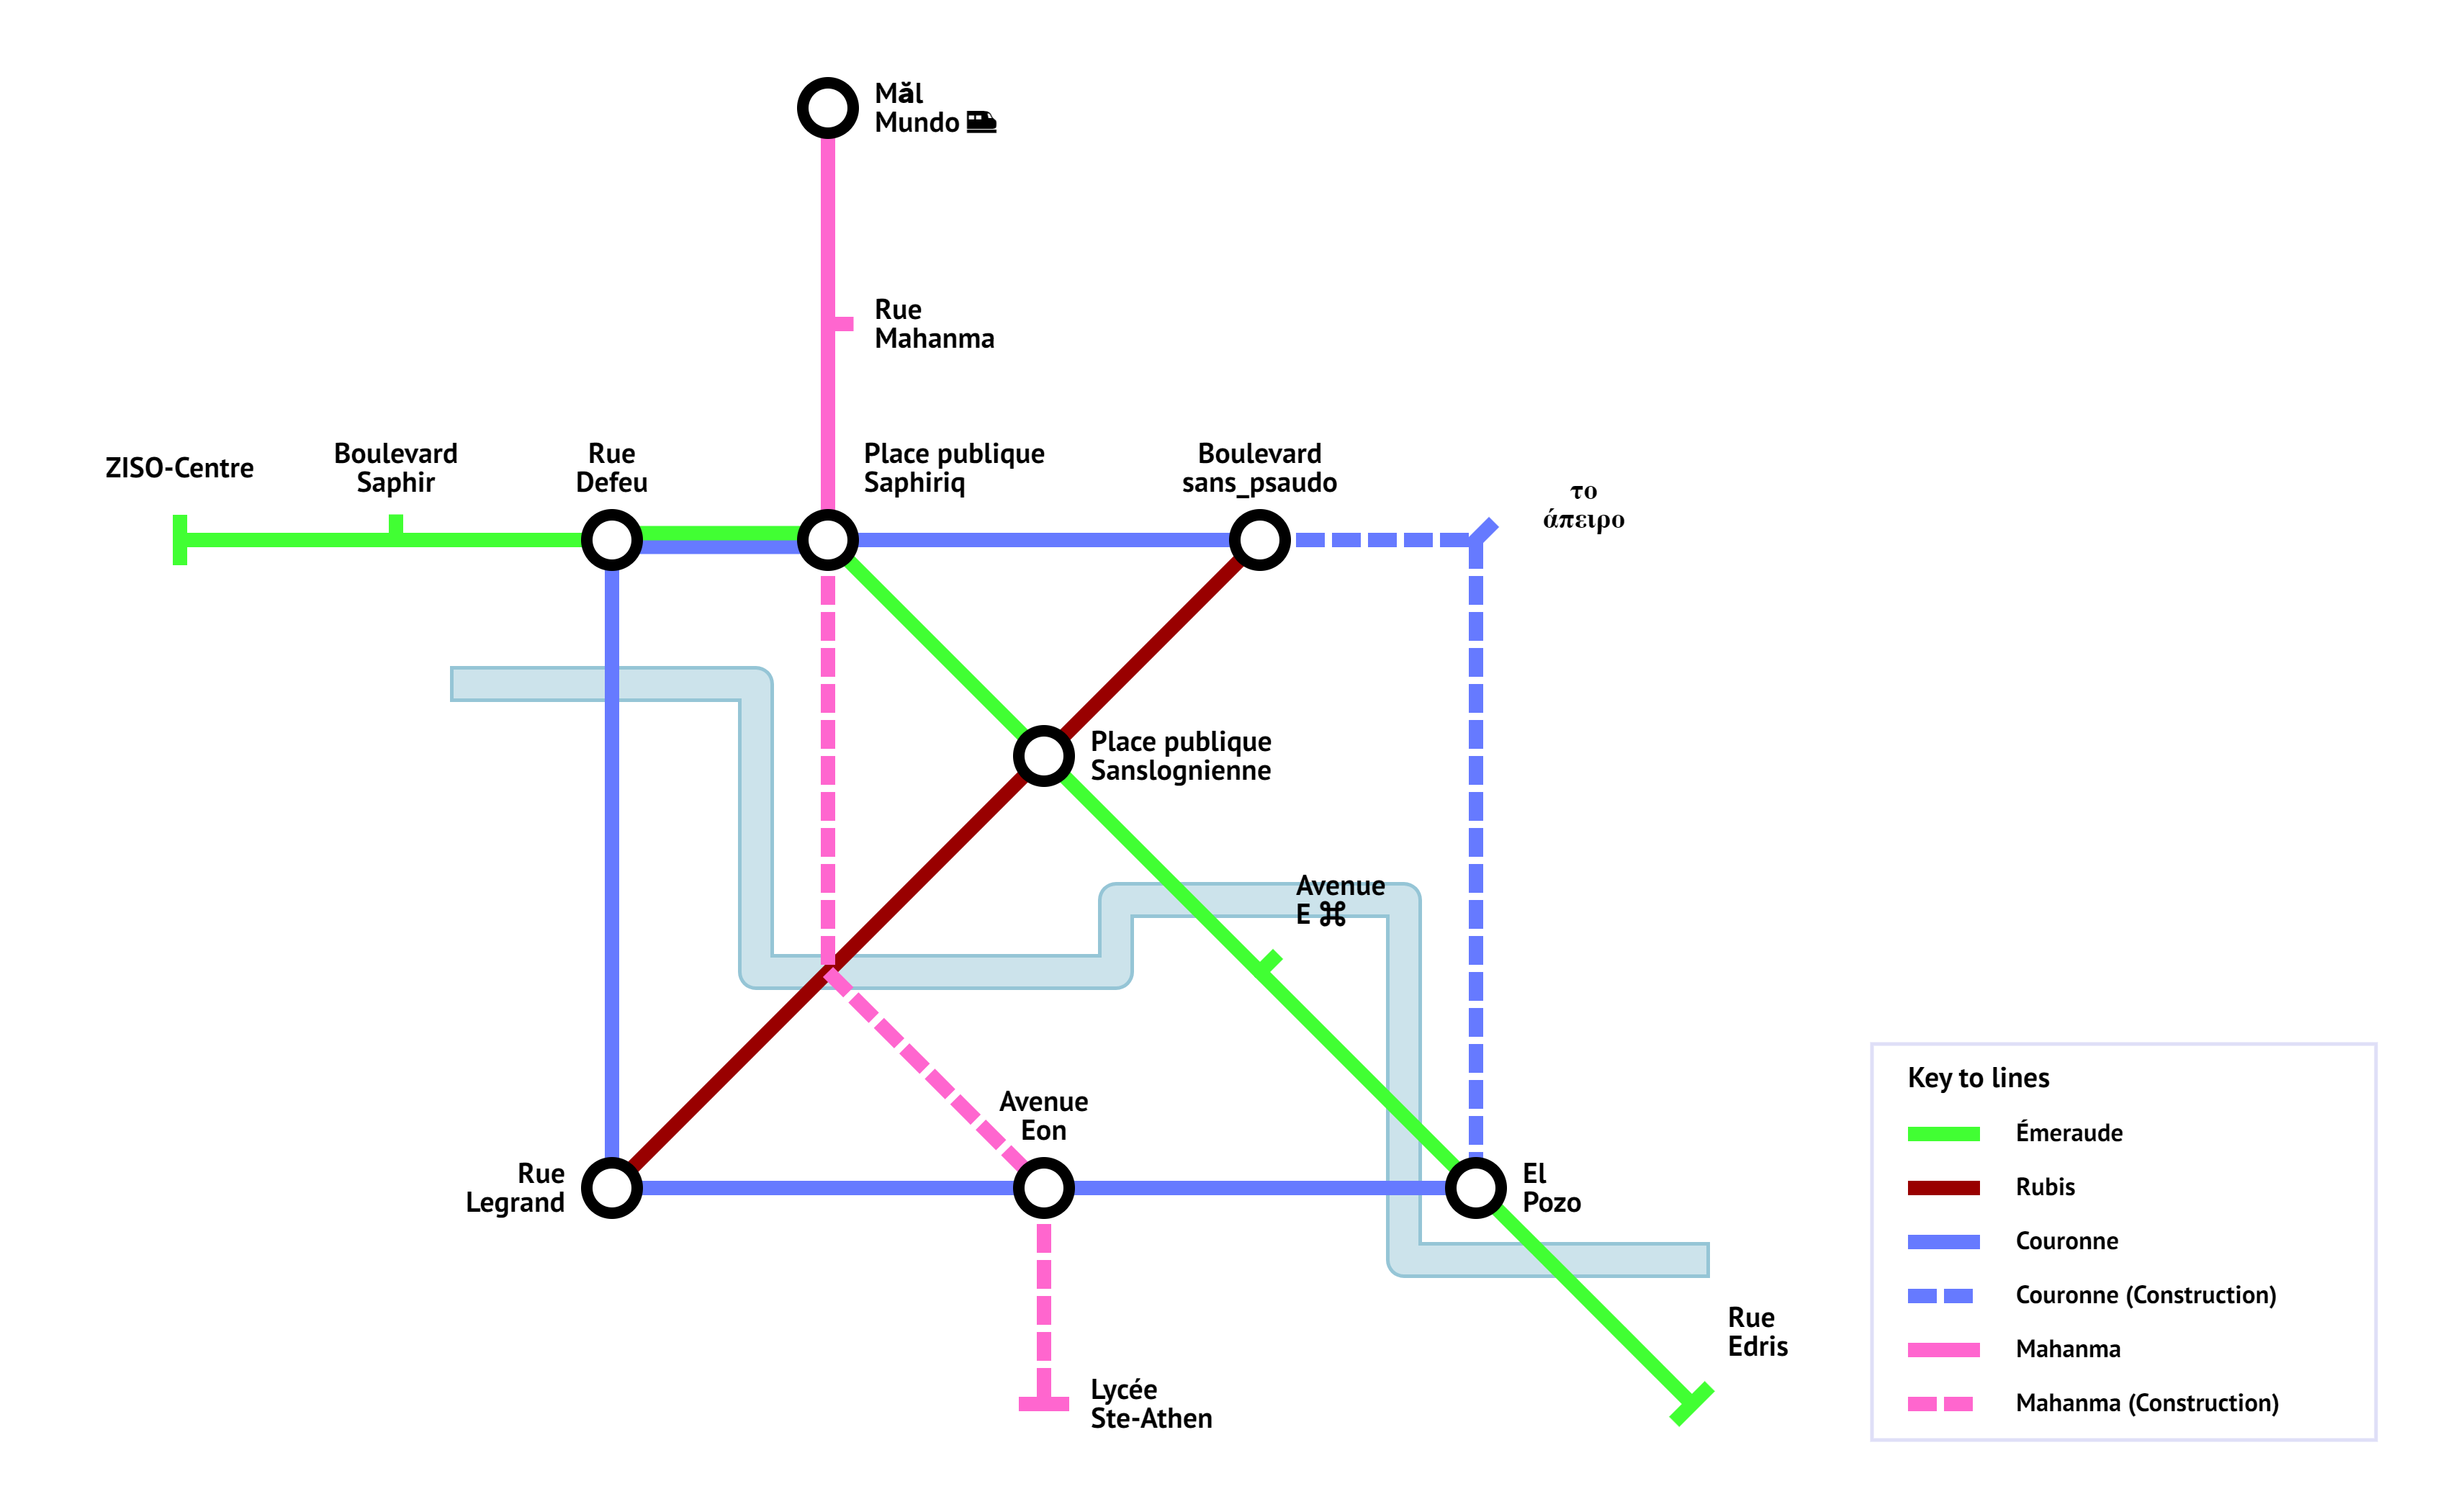 Mӑl
Mundo
Rue
Mahanma
ZISO-Centre
Boulevard
Saphir
Rue
Defeu
Place publique
Saphiriq
Boulevard
sans_psaudo
το
άπειρο
Place publique
Sanslognienne
Avenue
E ⌘
Avenue
Eon
Rue
Legrand
El
Pozo
Rue
Edris
Lycée
Ste-Athen
Key to lines
Émeraude
Rubis
Couronne
Couronne (Construction)
Mahanma
Mahanma (Construction)